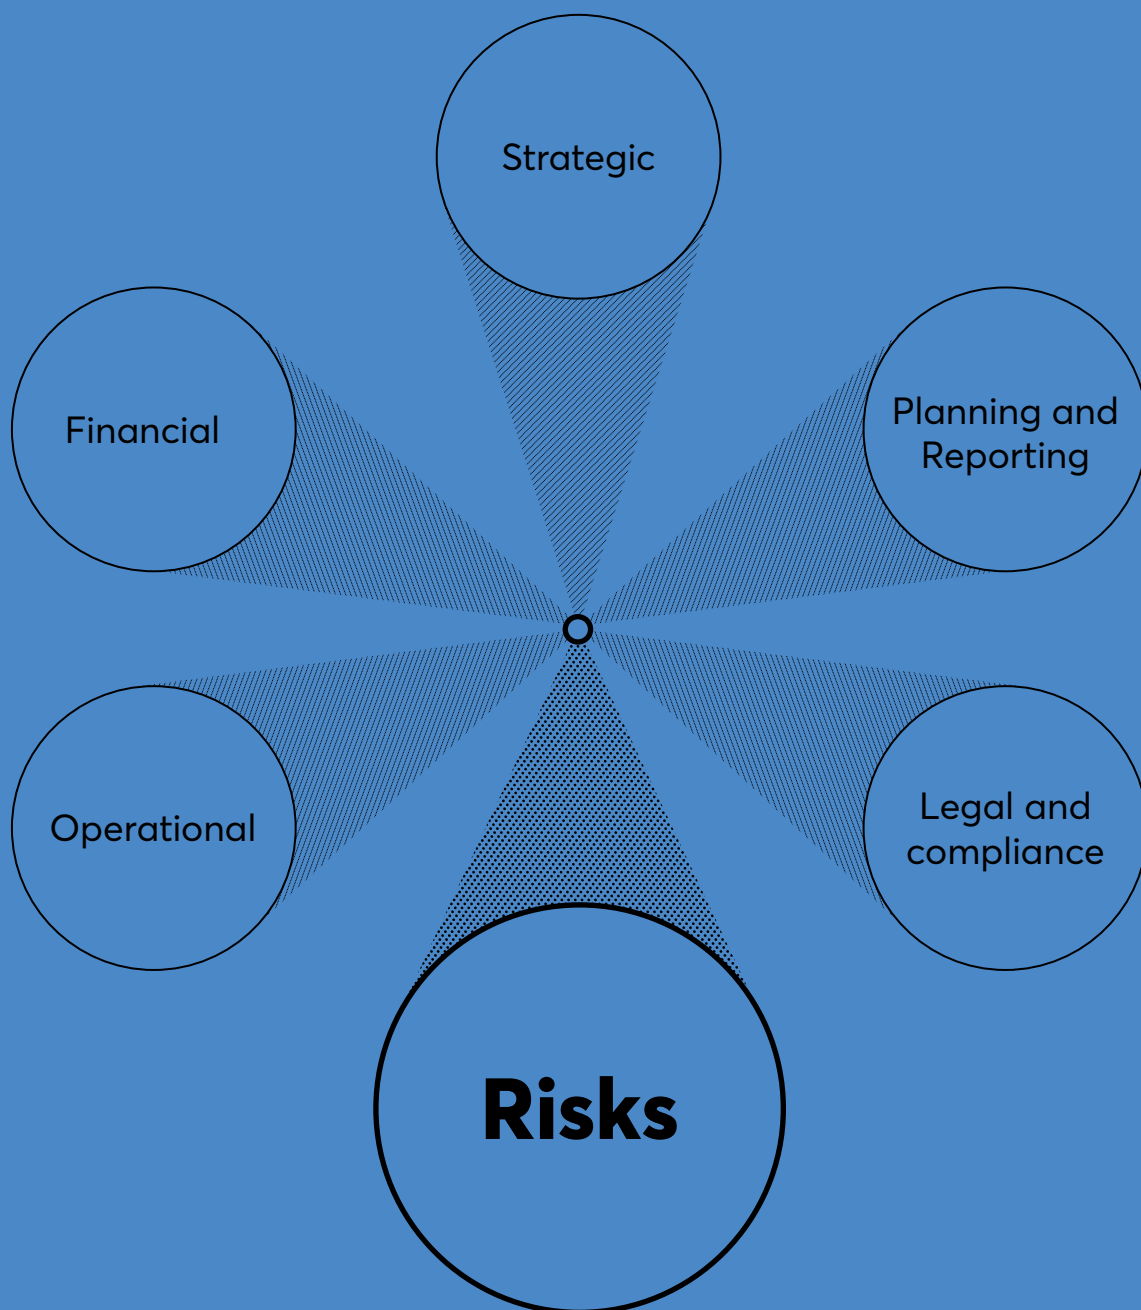 Strategic
Financial
Planning and
Reporting
Operational
Legal and
compliance
Risks